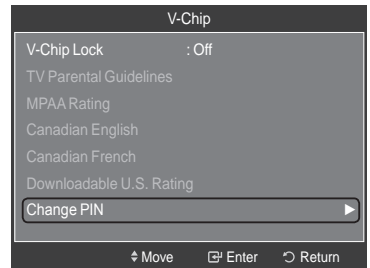 V-Chip
V-Chip Lock : Off
TV Parental Guidelines
MPAA Rating
Canadian English
Canadian French
Downloadable U.S. Rating
Change PIN
Move Enter Return